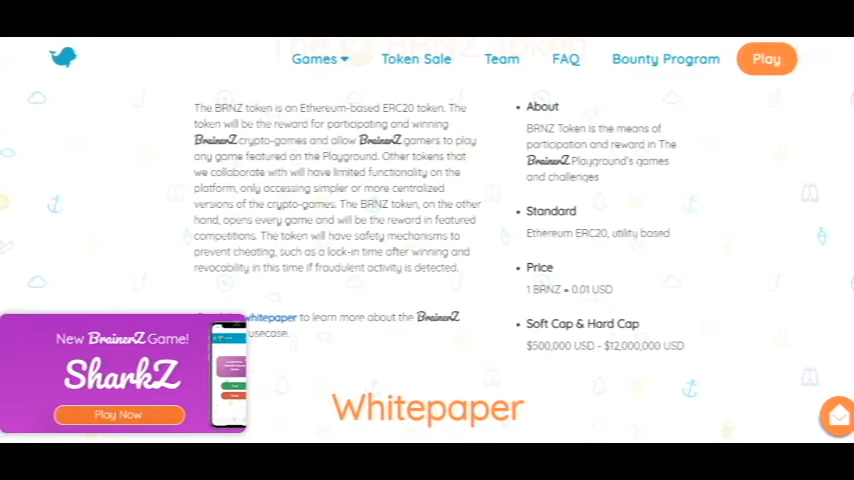 The BRNZ Token
Games
Token Sale
Team
FAQ
Bounty Program
Play
The BRNZ token is an Ethereum-based ERC20 token. The
token will be the reward for participating and winning
BrainerZ crypto-games and allow BrainerZ gamers to play
any game featured on the Playground. Other tokens that
we collaborate with will have limited functionality on the
platform, only accessing simpler or more centralized
versions of the crypto-games. The BRNZ token, on the other
hand, opens every game and will be the reward in featured
competitions. The token will have safety mechanisms to
prevent cheating, such as a lock-in time after winning and
revocability in this time if fraudulent activity is detected.
whitepaper to learn more about the BrainerZ
usecase.
About
BRNZ Token is the means of
participation and reward in The
BrainerZ Playground's games
and challenges
Standard
Ethereum ERC20, utility based
Price
1 BRNZ = 0.01 USD
Soft Cap & Hard Cap
$500,000 USD - $12,000,000 USD
New BrainerZ Game!
SharkZ
Play Now
Whitepaper